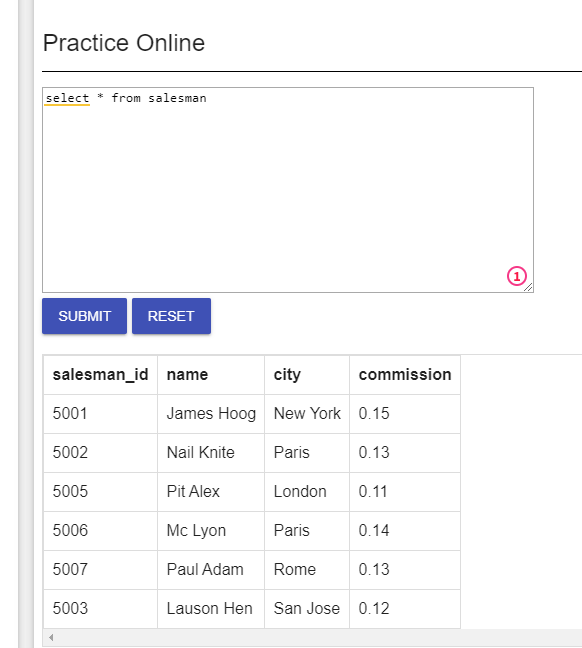 Practice Online
select * from salesman
1
SUBMIT RESET
salesman_id name city commission
5001 James Hoog New York 0.15
5002 Nail Knite Paris 0.13
5005 Pit Alex London 0.11
5006 Mc Lyon Paris 0.14
5007 Paul Adam Rome 0.13
5003 Lauson Hen San Jose 0.12